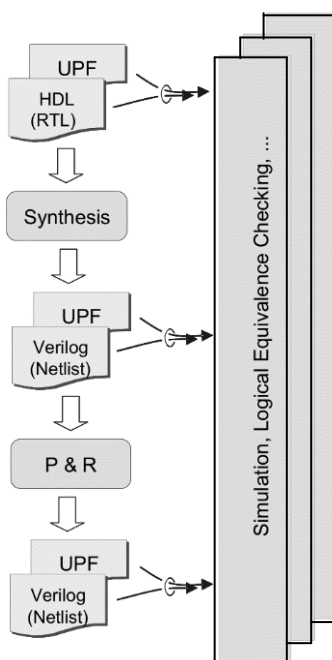 UPF
HDL
(RTL)
Synthesis
UPF
Verilog
(Netlist)
P & R
UPF
Verilog
(Netlist)
Simulation, Logical Equivalence Checking, ...